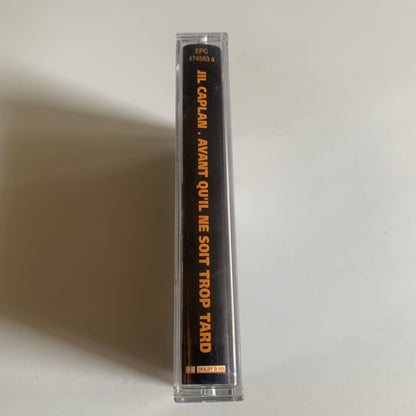 EPC
474583 4
JIL CAPLAN . AVANT QU'IL NE SOIT TROP TARD
DOLBY B NR